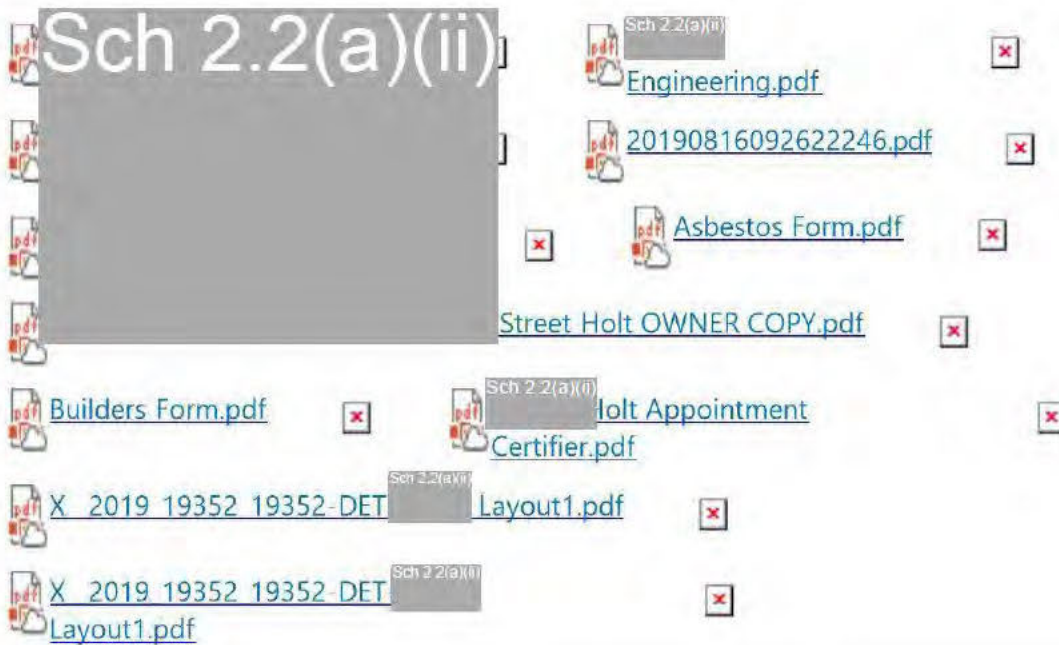 Sch 2.2(a)(ii)
Sch 2.2(a)(ii)
Engineering.pdf
20190816092622246.pdf
Asbestos Form.pdf
Street Holt OWNER COPY.pdf
Builders Form.pdf
Sch 2.2(a)(ii)
Holt Appointment
Certifier.pdf
X 2019 19352 19352-DET Sch 2.2(a)(ii) Layout1.pdf
X 2019 19352 19352-DET Sch 2.2(a)(ii)
Layout1.pdf